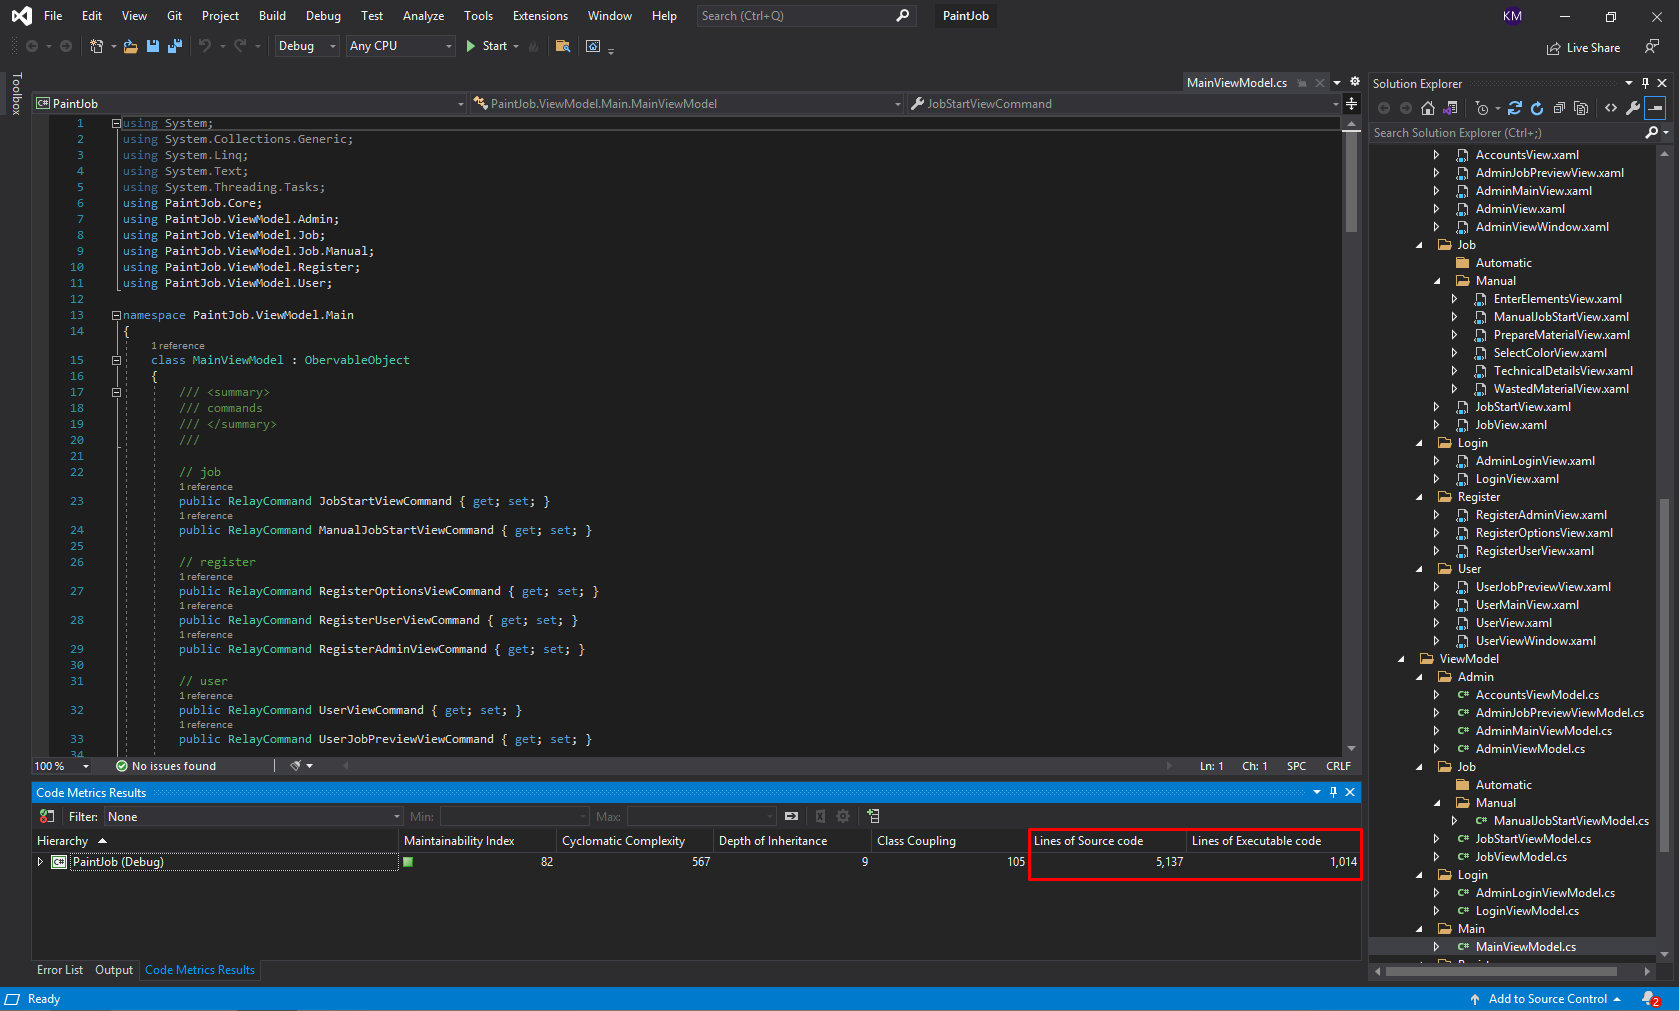 File Edit View Git Project Build Debug Test Analyze Tools Extensions Window Help Search (Ctrl+Q) PaintJob KM
Debug Any CPU Start Live Share
Toolbox
MainViewModel.cs
PaintJob PaintJob.ViewModel.Main.MainViewModel JobStartViewCommand
1 using System;
2 using System.Collections.Generic;
3 using System.Linq;
4 using System.Text;
5 using System.Threading.Tasks;
6 using PaintJob.Core;
7 using PaintJob.ViewModel.Admin;
8 using PaintJob.ViewModel.Job;
9 using PaintJob.ViewModel.Job.Manual;
10 using PaintJob.ViewModel.Register;
11 using PaintJob.ViewModel.User;
12
13 namespace PaintJob.ViewModel.Main
14 {
1 reference
15 class MainViewModel : ObervableObject
16 {
17 /// <summary>
18 /// commands
19 /// </summary>
20 ///
21
22 // job
1 reference
23 public RelayCommand JobStartViewCommand { get; set; }
1 reference
24 public RelayCommand ManualJobStartViewCommand { get; set; }
25
26 // register
1 reference
27 public RelayCommand RegisterOptionsViewCommand { get; set; }
1 reference
28 public RelayCommand RegisterUserViewCommand { get; set; }
1 reference
29 public RelayCommand RegisterAdminViewCommand { get; set; }
30
31 // user
1 reference
32 public RelayCommand UserViewCommand { get; set; }
1 reference
33 public RelayCommand UserJobPreviewViewCommand { get; set; }
34
100 % No issues found Ln: 1 Ch: 1 SPC CRLF
Code Metrics Results
Filter: None Min: Max:
Hierarchy Maintainability Index Cyclomatic Complexity Depth of Inheritance Class Coupling Lines of Source code Lines of Executable code
C# PaintJob (Debug) 82 567 9 105 5,137 1,014
Error List Output Code Metrics Results
Solution Explorer
Search Solution Explorer (Ctrl+;)
AccountsView.xaml
AdminJobPreviewView.xaml
AdminMainView.xaml
AdminView.xaml
AdminViewWindow.xaml
Job
Automatic
Manual
EnterElementsView.xaml
ManualJobStartView.xaml
PrepareMaterialView.xaml
SelectColorView.xaml
TechnicalDetailsView.xaml
WastedMaterialView.xaml
JobStartView.xaml
JobView.xaml
Login
AdminLoginView.xaml
LoginView.xaml
Register
RegisterAdminView.xaml
RegisterOptionsView.xaml
RegisterUserView.xaml
User
UserJobPreviewView.xaml
UserMainView.xaml
UserView.xaml
UserViewWindow.xaml
ViewModel
Admin
C# AccountsViewModel.cs
C# AdminJobPreviewViewModel.cs
C# AdminMainViewModel.cs
C# AdminViewModel.cs
Job
Automatic
Manual
C# ManualJobStartViewModel.cs
C# JobStartViewModel.cs
C# JobViewModel.cs
Login
C# AdminLoginViewModel.cs
C# LoginViewModel.cs
Main
C# MainViewModel.cs
Ready Add to Source Control 2